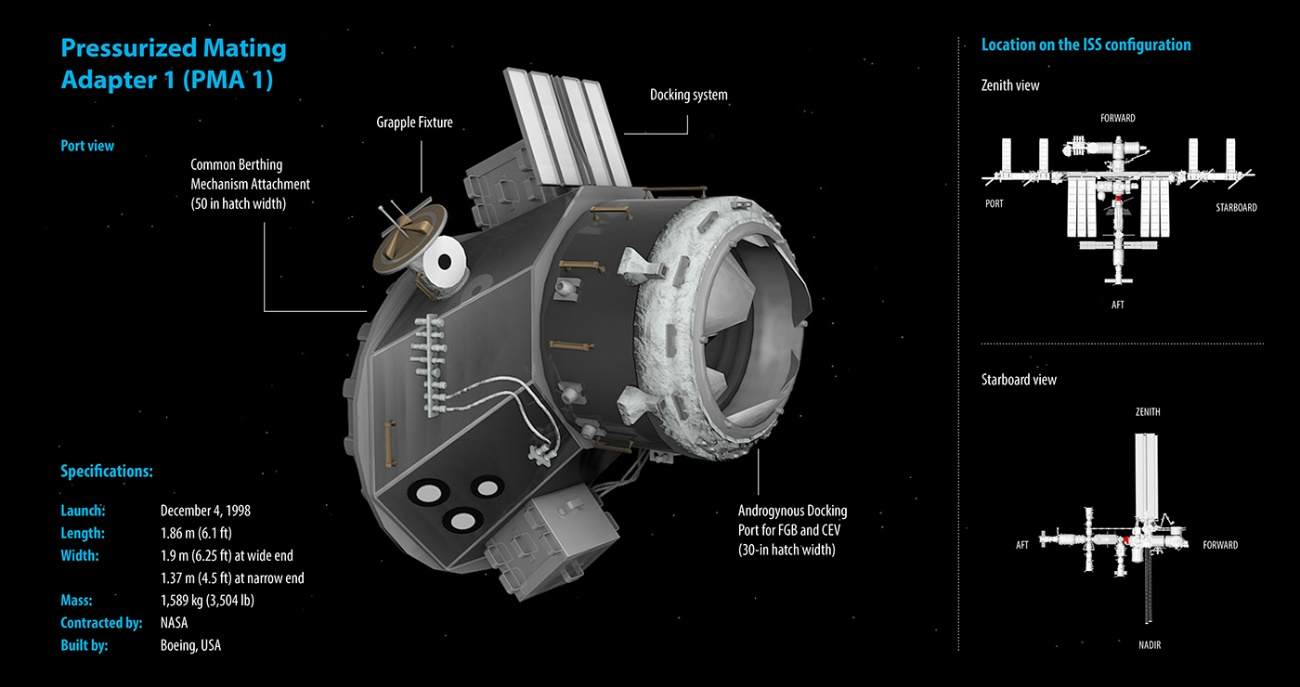 Pressurized Mating
Adapter 1 (PMA 1)
Port view
Common Berthing
Mechanism Attachment
(50 in hatch width)
Grapple Fixture
Docking system
Androgynous Docking
Port for FGB and CEV
(30-in hatch width)
Specifications:
Launch: December 4, 1998
Length: 1.86 m (6.1 ft)
Width: 1.9 m (6.25 ft) at wide end
1.37 m (4.5 ft) at narrow end
Mass: 1,589 kg (3,504 lb)
Contracted by: NASA
Built by: Boeing, USA
Location on the ISS configuration
Zenith view
FORWARD
PORT
STARBOARD
AFT
Starboard view
ZENITH
AFT
FORWARD
NADIR